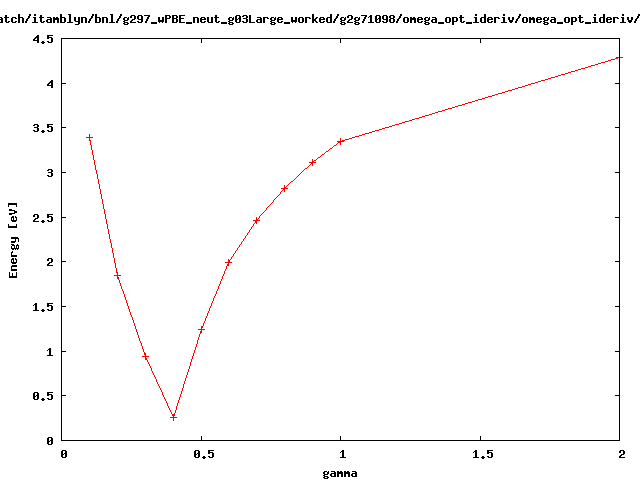 atch/itamblyn/bnl/g297_wPBE_neut_g03Large_worked/g2g71098/omega_opt_ideriv/omega_opt_ideriv/
4.5
4
3.5
3
2.5
2
1.5
1
0.5
0
Energy [eV]
0 0.5 1 1.5 2
gamma